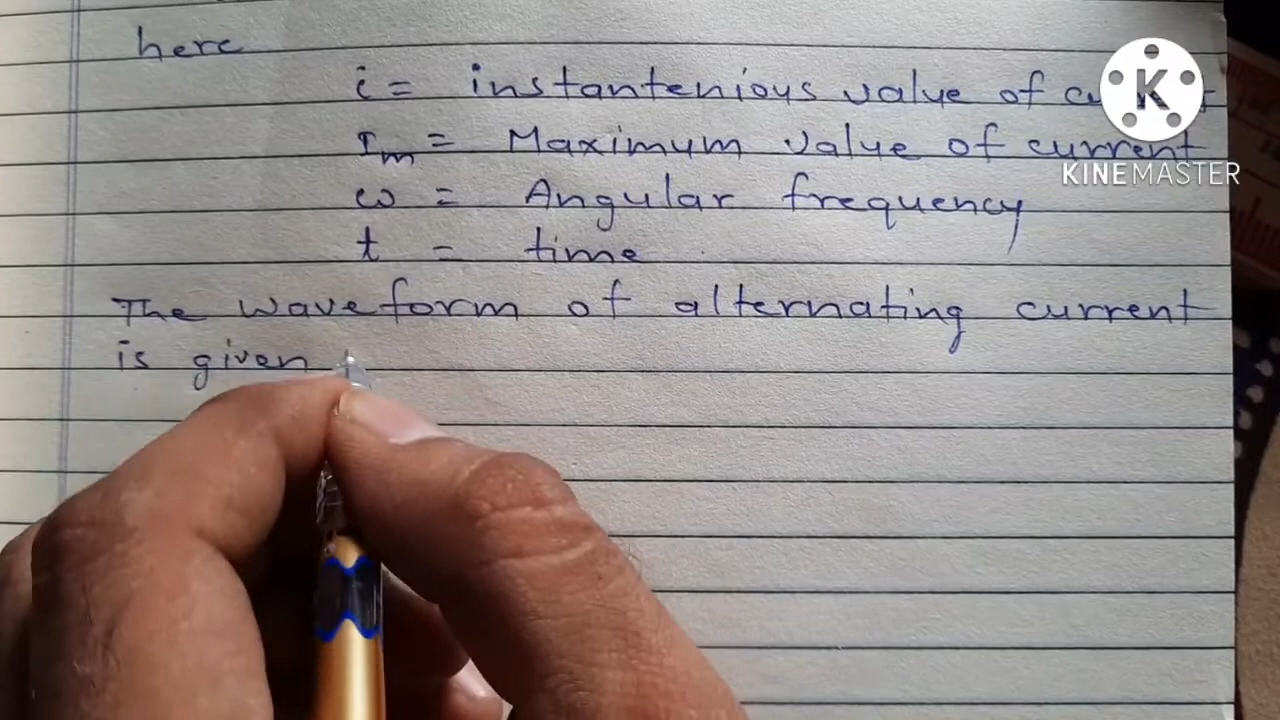 here
i = instantenious value of
Im = Maximum value of current
ω = Angular frequency
t = time
The waveform of alternating current
is given
K
KINEMASTER